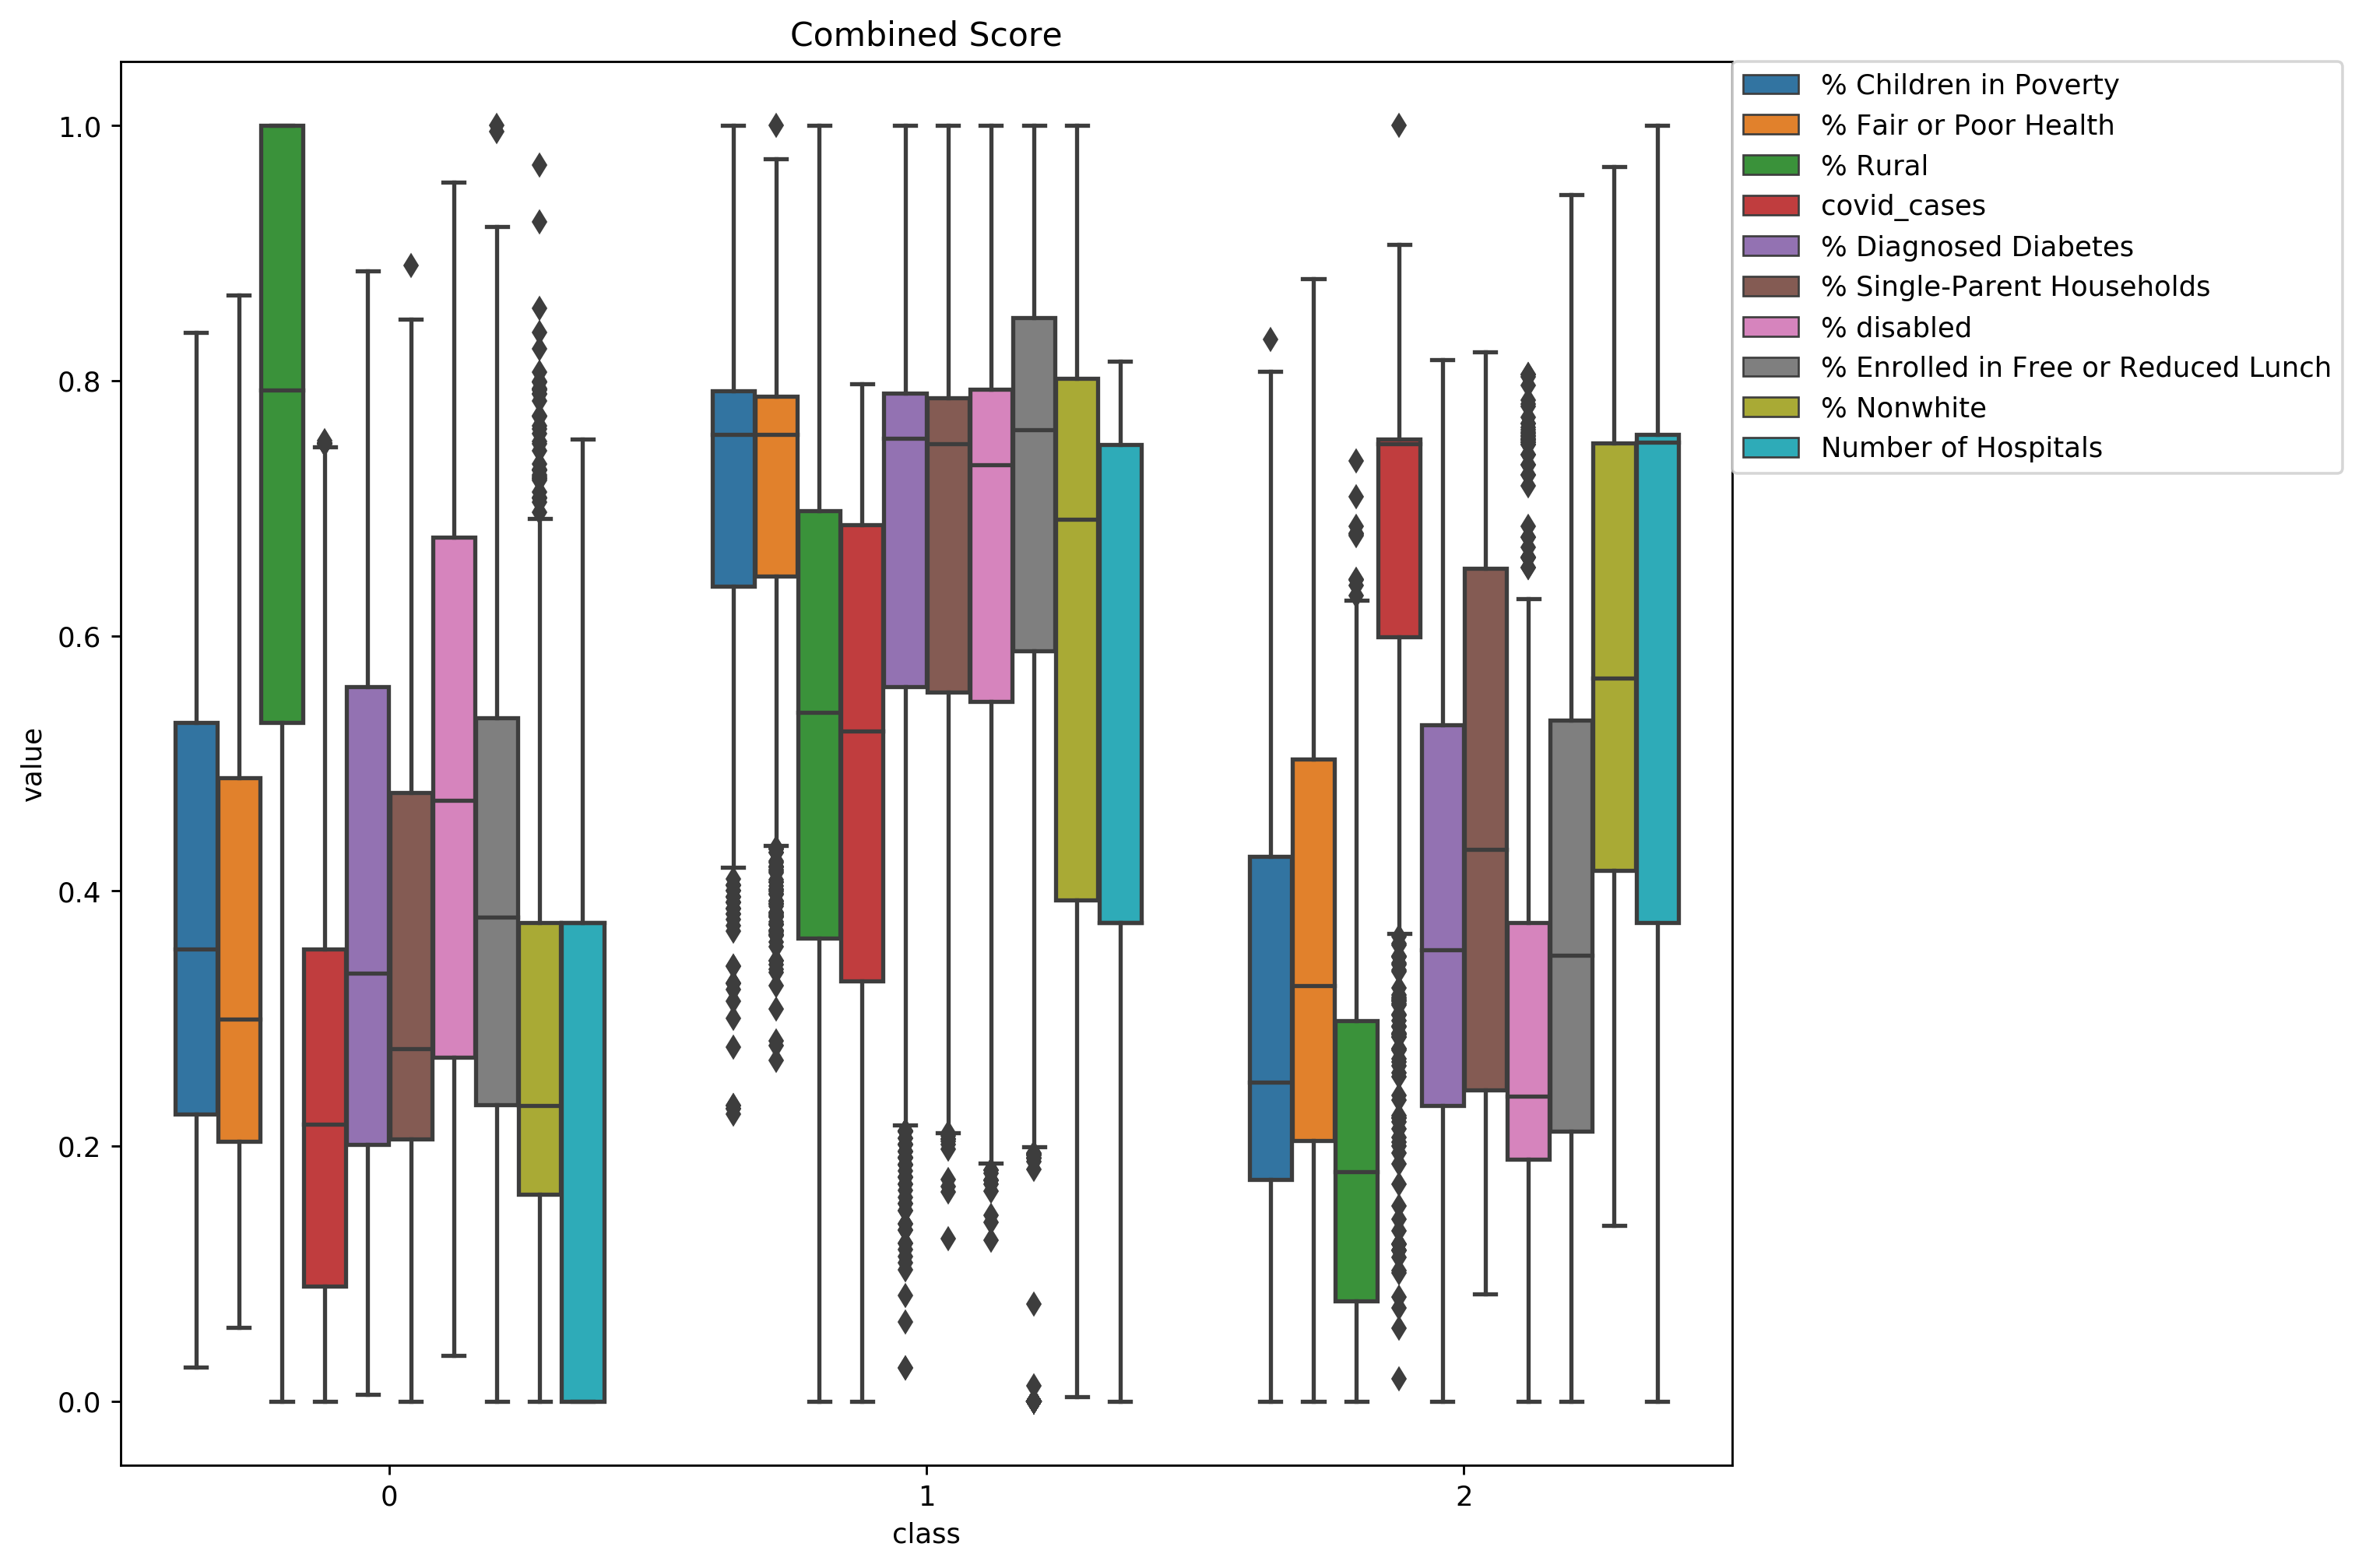 Combined Score
% Children in Poverty
% Fair or Poor Health
% Rural
covid_cases
% Diagnosed Diabetes
% Single-Parent Households
% disabled
% Enrolled in Free or Reduced Lunch
% Nonwhite
Number of Hospitals
1.0
0.8
0.6
0.4
0.2
0.0
value
0
1
2
class